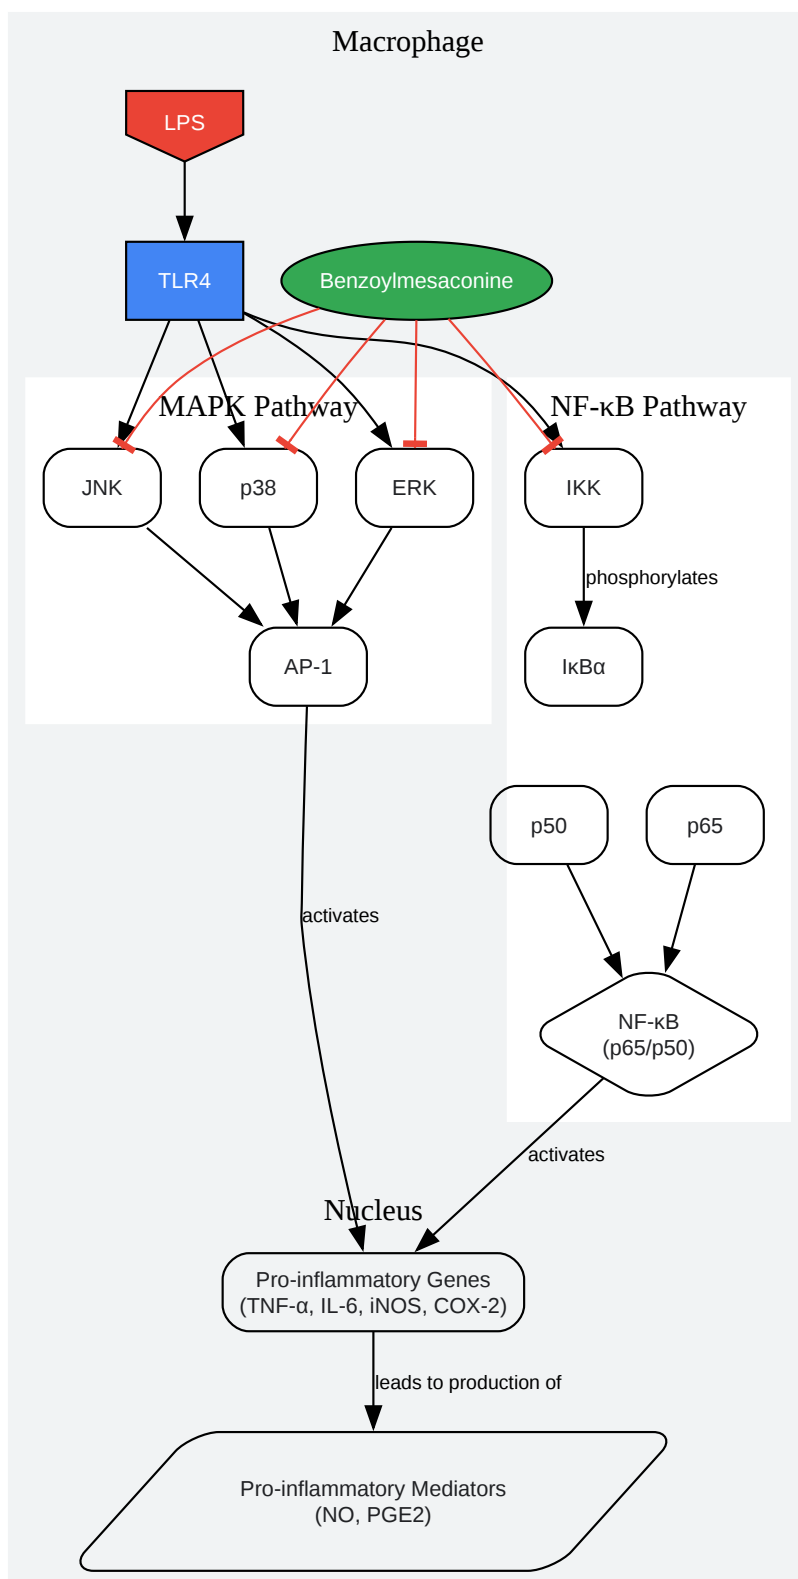 Macrophage
LPS
TLR4
Benzoylmesaconine
MAPK Pathway
NF-κB Pathway
JNK
p38
ERK
IKK
phosphorylates
AP-1
IκBα
p50
p65
activates
NF-κB
(p65/p50)
activates
Nucleus
Pro-inflammatory Genes
(TNF-α, IL-6, iNOS, COX-2)
leads to production of
Pro-inflammatory Mediators
(NO, PGE2)